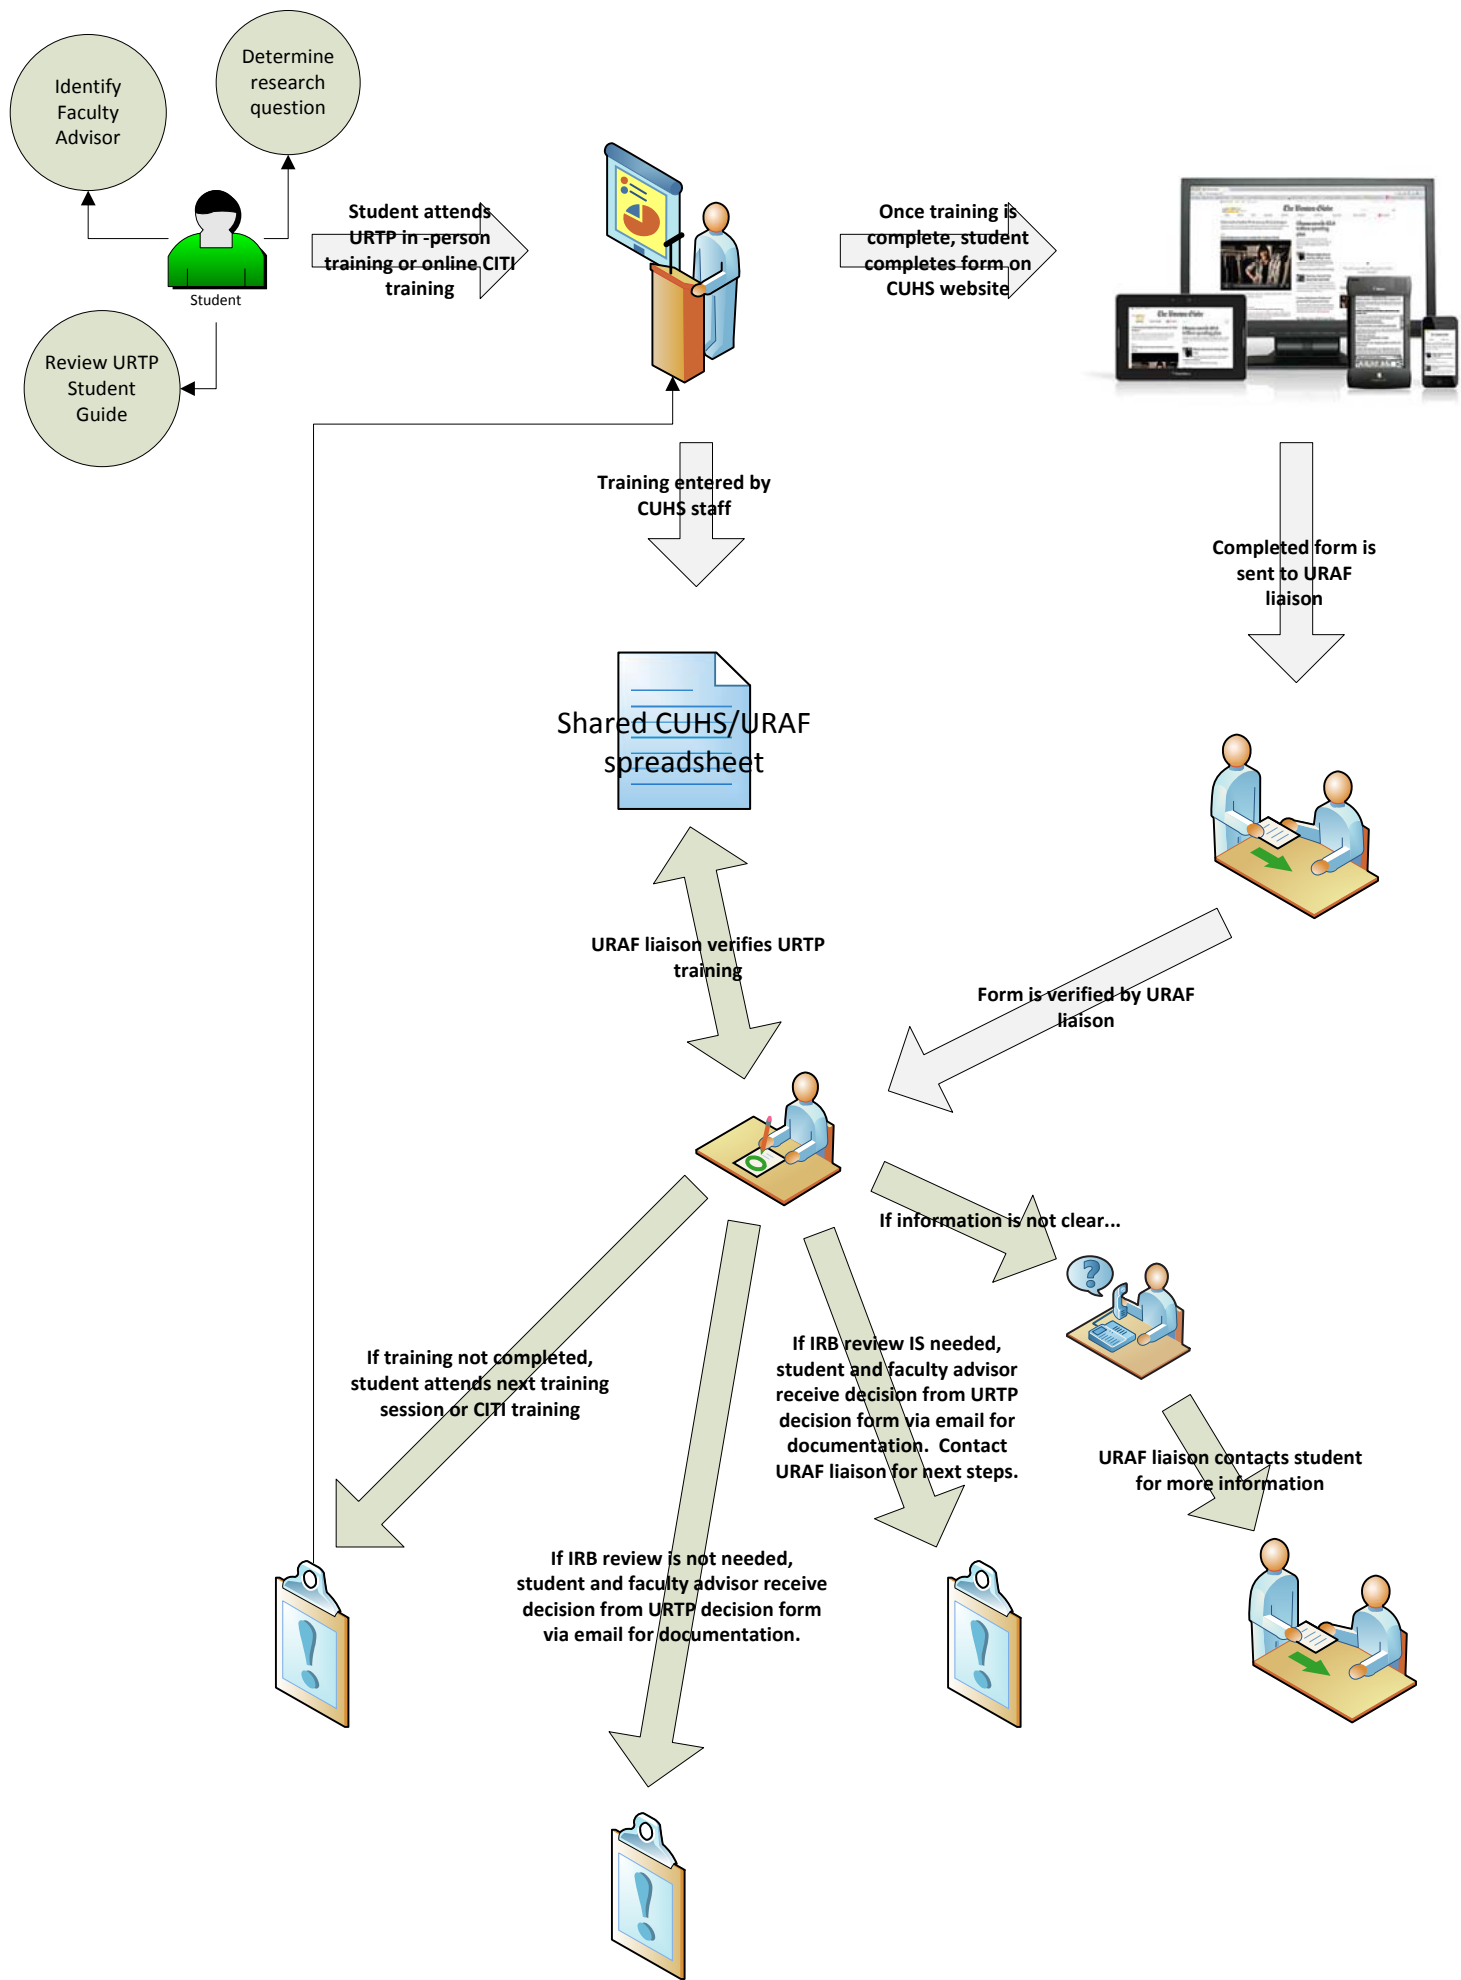 Determine
research
question
Identify
Faculty
Advisor
Student
Review URTP
Student
Guide
Student attends
URTP in -person
training or online CITI
training
Once training is
complete, student
completes form on
CUHS website
The Boston Globe
The Boston Globe
Training entered by
CUHS staff
Completed form is
sent to URAF
liaison
Shared CUHS/URAF
spreadsheet
URAF liaison verifies URTP
training
Form is verified by URAF
liaison
If information is not clear...
If training not completed,
student attends next training
session or CITI training
If IRB review IS needed,
student and faculty advisor
receive decision from URTP
decision form via email for
documentation.  Contact
URAF liaison for next steps.
URAF liaison contacts student
for more information
If IRB review is not needed,
student and faculty advisor receive
decision from URTP decision form
via email for documentation.